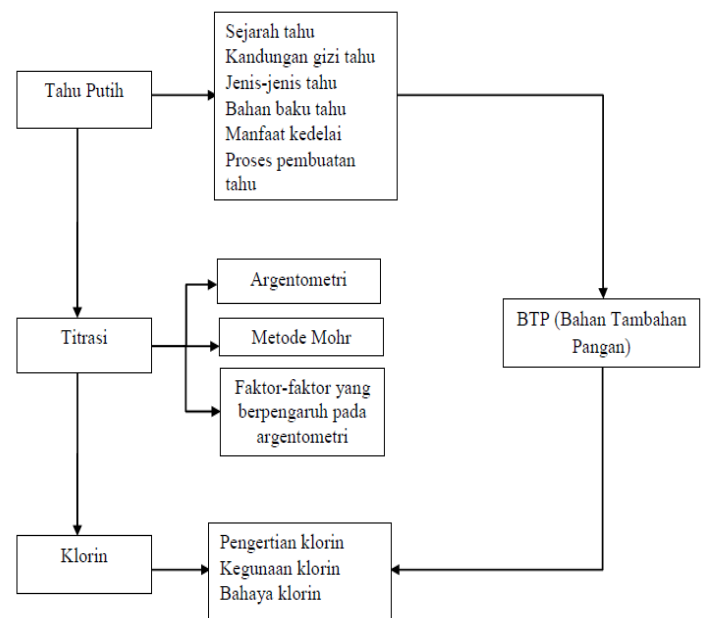 Tahu Putih
Sejarah tahu
Kandungan gizi tahu
Jenis-jenis tahu
Bahan baku tahu
Manfaat kedelai
Proses pembuatan
tahu
Titrasi
Argentometri
Metode Mohr
Faktor-faktor yang
berpengaruh pada
argentometri
BTP (Bahan Tambahan
Pangan)
Klorin
Pengertian klorin
Kegunaan klorin
Bahaya klorin